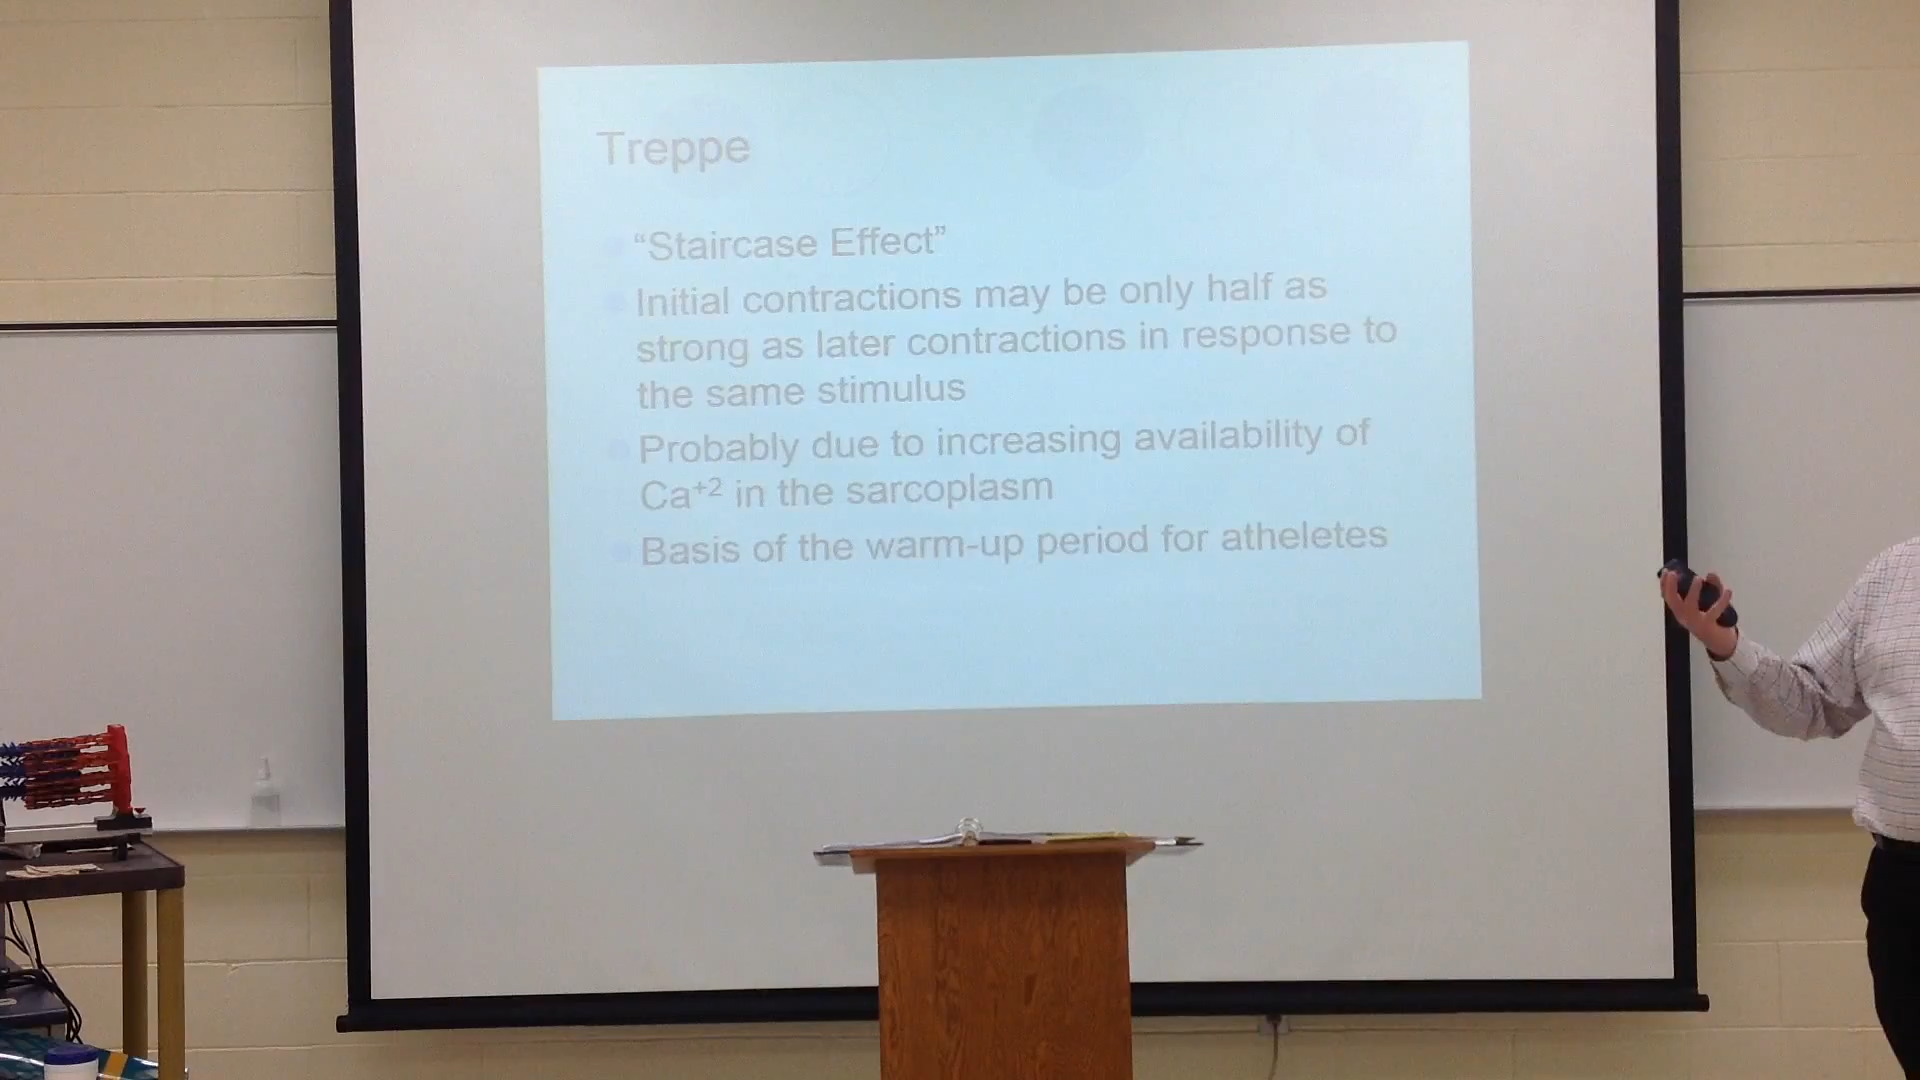 Treppe
“Staircase Effect”
Initial contractions may be only half as
strong as later contractions in response to
the same stimulus
Probably due to increasing availability of
Ca⁺² in the sarcoplasm
Basis of the warm-up period for atheletes